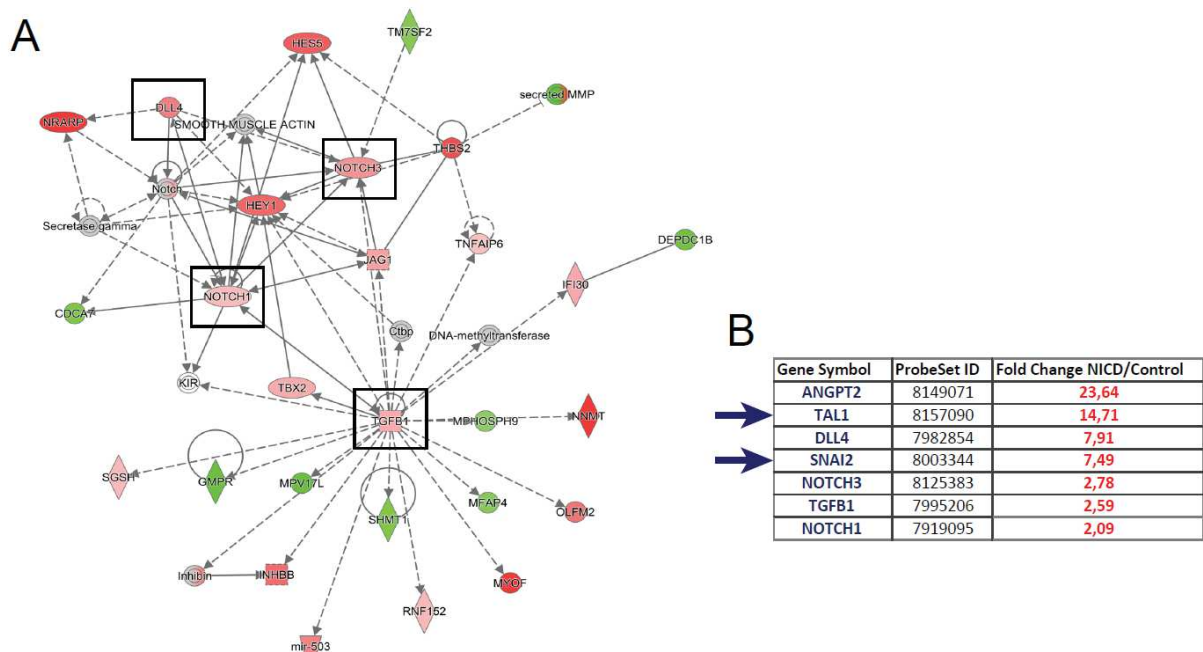 A
HES5
TM7SF2
DLL4
secreted MMP
NRARP
SMOOTH MUSCLE ACTIN
THBS2
NOTCH3
Notch
HEY1
Secretase gamma
TNFAIP6
DEPDC1B
JAG1
IFI30
NOTCH1
CDCA7
Ctbp
DNA-methyltransferase
KIR
TBX2
TGFB1
MPHOSPH9
NNMT
SGSH
GMPR
MPV17L
SHMT1
MFAP4
OLFM2
Inhibin
INHBB
MYOF
RNF152
mir-503
B
Gene Symbol ProbeSet ID Fold Change NICD/Control
ANGPT2 8149071 23,64
TAL1 8157090 14,71
DLL4 7982854 7,91
SNAI2 8003344 7,49
NOTCH3 8125383 2,78
TGFB1 7995206 2,59
NOTCH1 7919095 2,09